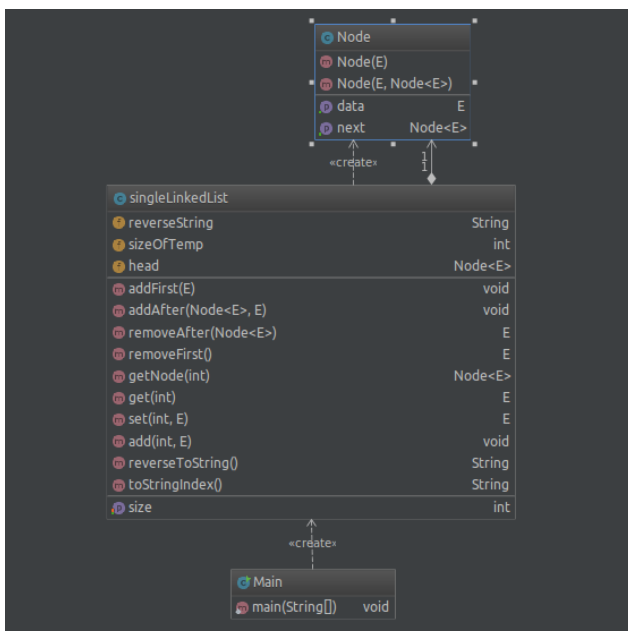 Node
Node(E)
Node(E, Node<E>)
data E
next Node<E>
«create»
1
1
singleLinkedList
reverseString String
sizeOfTemp int
head Node<E>
addFirst(E) void
addAfter(Node<E>, E) void
removeAfter(Node<E>) E
removeFirst() E
getNode(int) Node<E>
get(int) E
set(int, E) E
add(int, E) void
reverseToString() String
toStringIndex() String
size int
«create»
Main
main(String[]) void